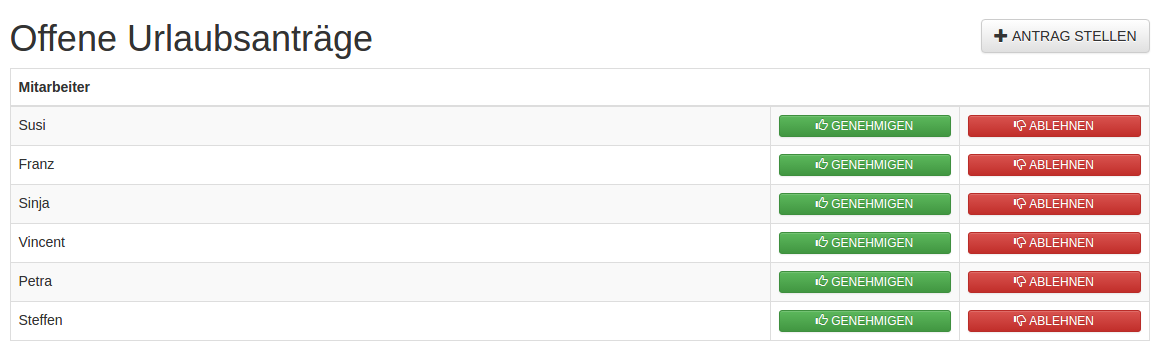 Offene Urlaubsanträge
ANTRAG STELLEN
Mitarbeiter
Susi GENEHMIGEN ABLEHNEN
Franz GENEHMIGEN ABLEHNEN
Sinja GENEHMIGEN ABLEHNEN
Vincent GENEHMIGEN ABLEHNEN
Petra GENEHMIGEN ABLEHNEN
Steffen GENEHMIGEN ABLEHNEN